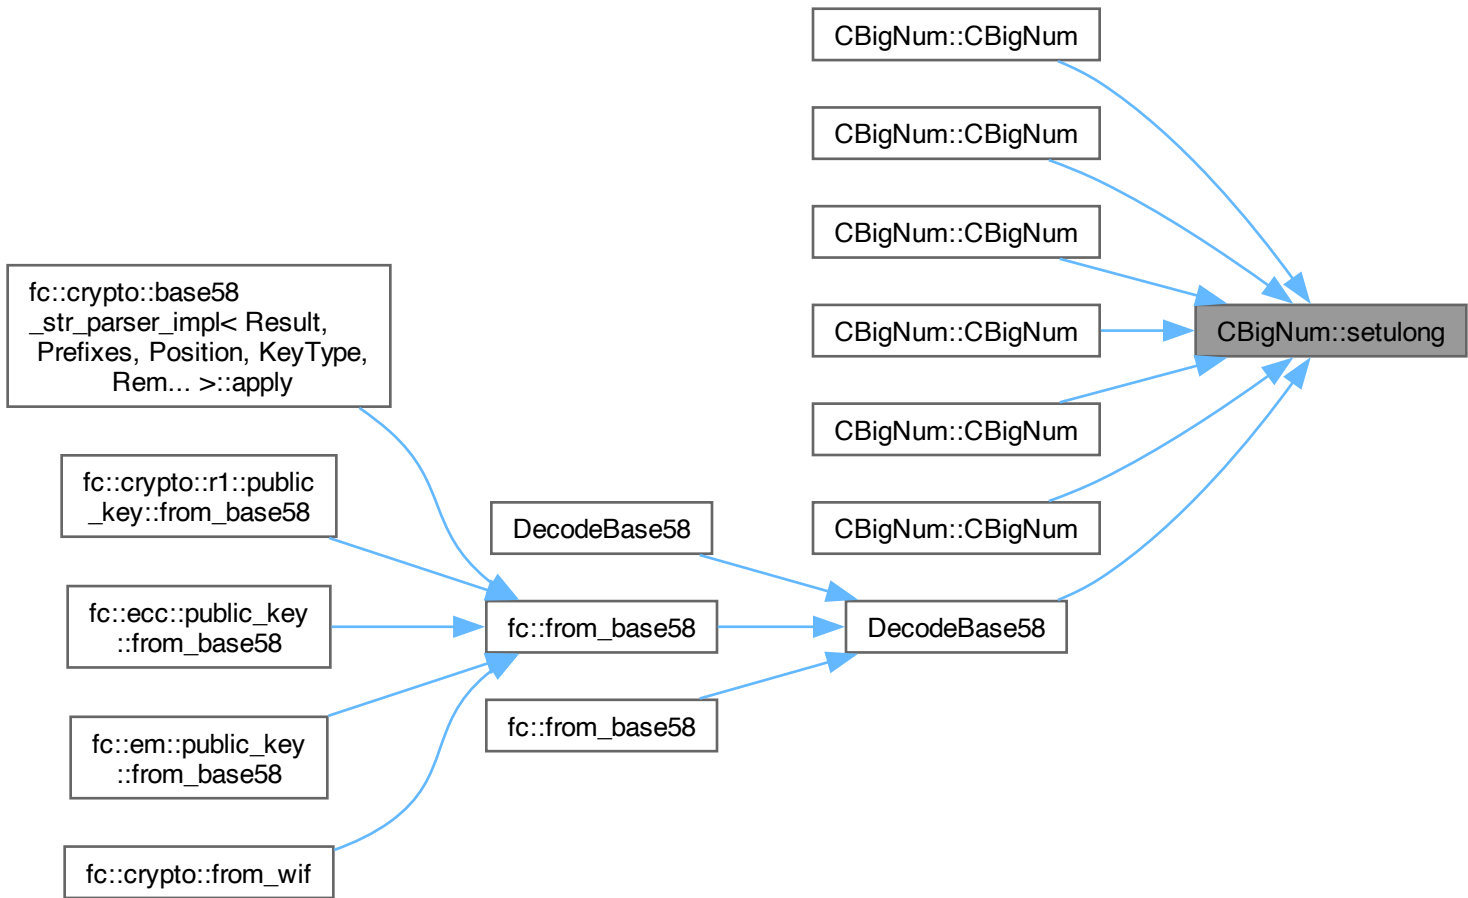 CBigNum::CBigNum
CBigNum::CBigNum
CBigNum::CBigNum
CBigNum::CBigNum
CBigNum::CBigNum
CBigNum::CBigNum
CBigNum::setulong
fc::crypto::base58
_str_parser_impl< Result,
Prefixes, Position, KeyType,
Rem... >::apply
fc::crypto::r1::public
_key::from_base58
fc::ecc::public_key
::from_base58
fc::em::public_key
::from_base58
fc::crypto::from_wif
DecodeBase58
fc::from_base58
fc::from_base58
DecodeBase58